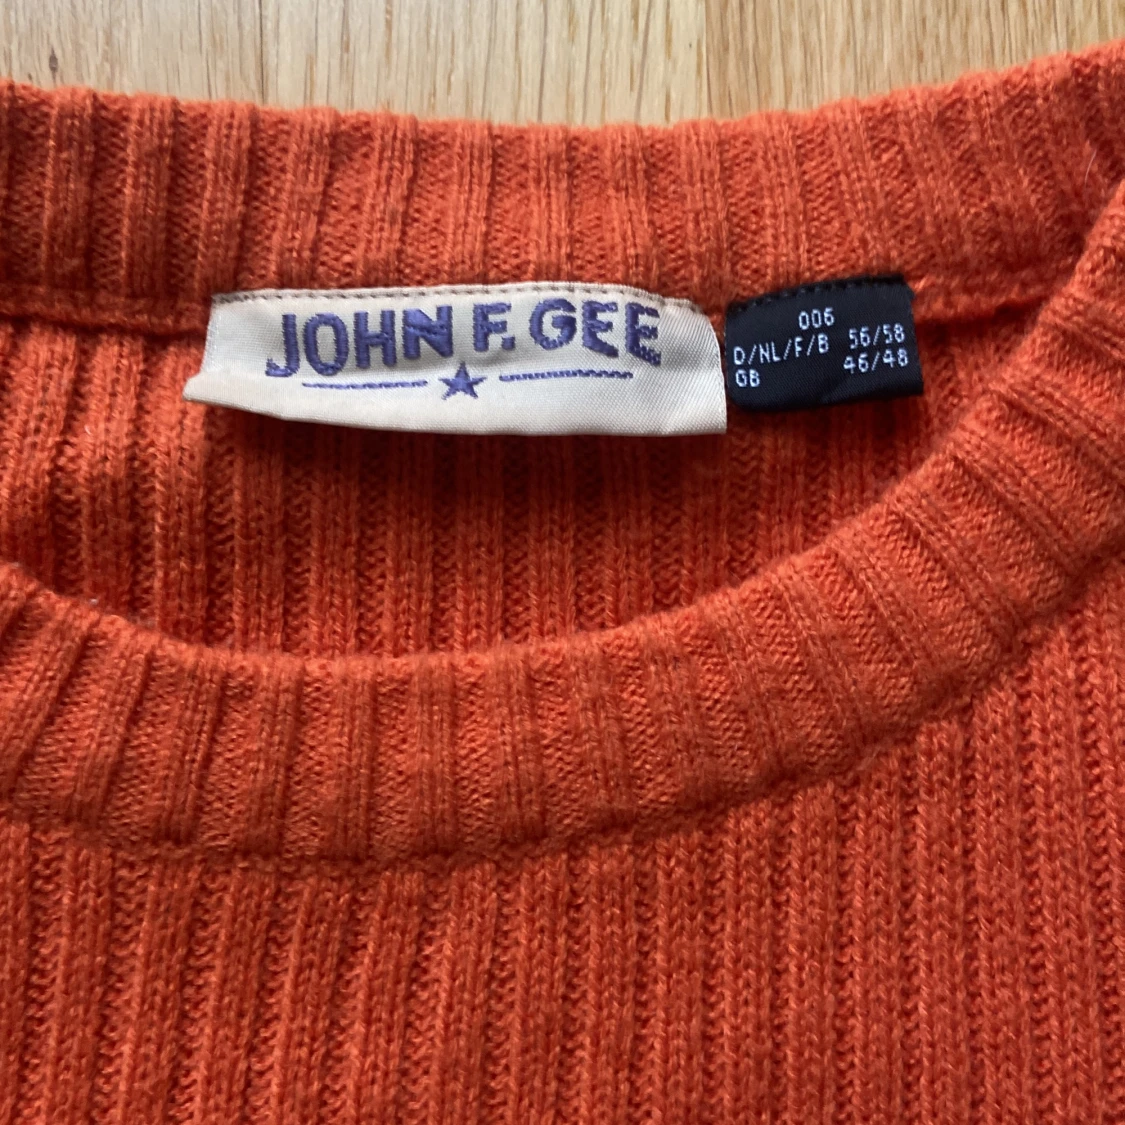 JOHN F. GEE
006
D/NL/F/B 56/58
GB 46/48